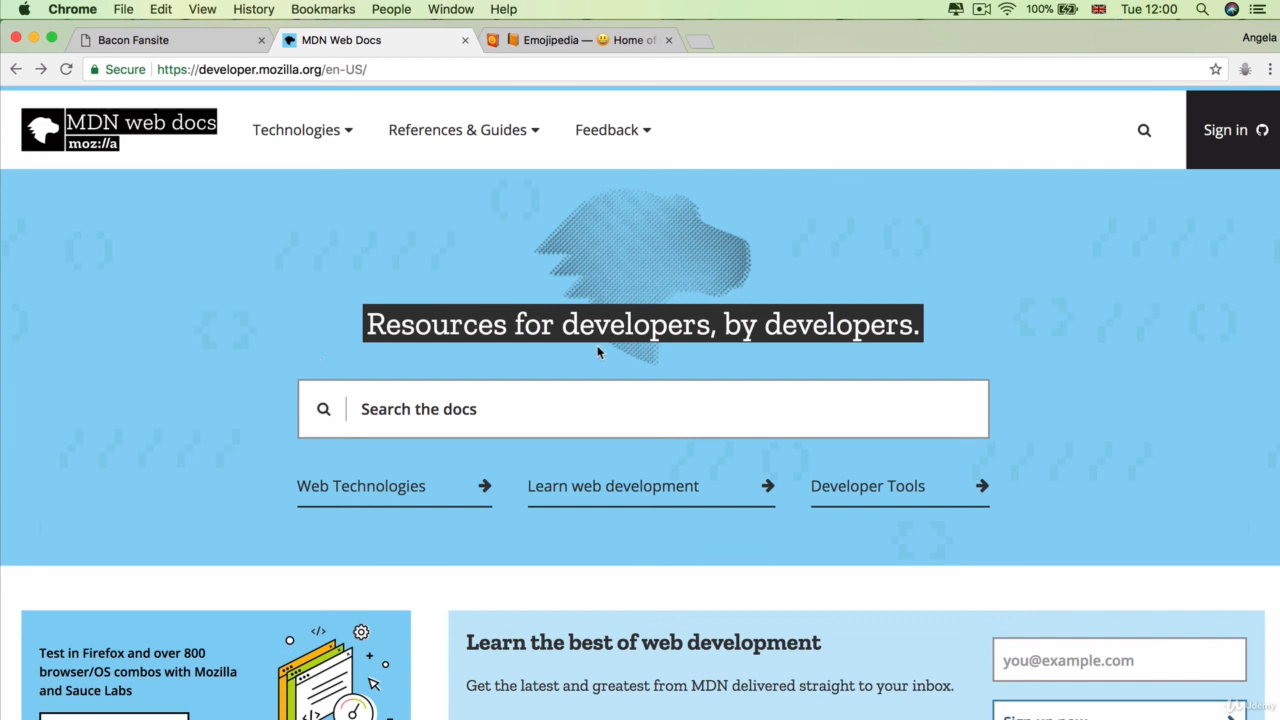 Chrome File Edit View History Bookmarks People Window Help 100% Tue 12:00
Bacon Fansite MDN Web Docs Emojipedia — 😃 Home of Angela
Secure https://developer.mozilla.org/en-US/
MDN web docs
moz://a
Technologies References & Guides Feedback Sign in
Resources for developers, by developers.
Search the docs
Web Technologies Learn web development Developer Tools
Test in Firefox and over 800
browser/OS combos with Mozilla
and Sauce Labs
</>
Learn the best of web development
Get the latest and greatest from MDN delivered straight to your inbox.
you@example.com
Sign up now
Udemy